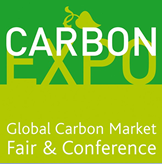 CARBON
EXPO
Global Carbon Market
Fair & Conference